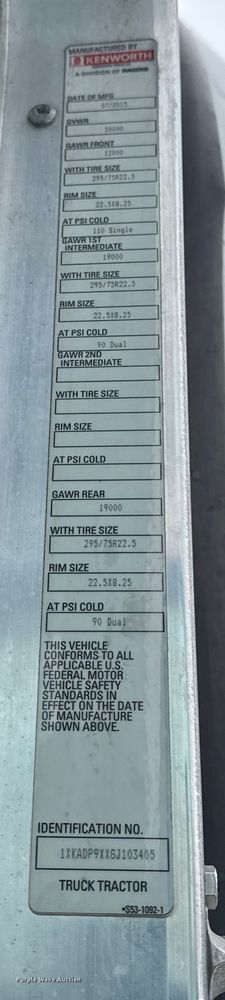 MANUFACTURED BY
KENWORTH
A DIVISION OF PACCAR
DATE OF MFG
07/2015
GVWR
50000
GAWR FRONT
12000
WITH TIRE SIZE
295/75R22.5
RIM SIZE
22.5X8.25
AT PSI COLD
110 Single
GAWR 1ST
INTERMEDIATE
19000
WITH TIRE SIZE
295/75R22.5
RIM SIZE
22.5X8.25
AT PSI COLD
90 Dual
GAWR 2ND
INTERMEDIATE
WITH TIRE SIZE
RIM SIZE
AT PSI COLD
GAWR REAR
19000
WITH TIRE SIZE
295/75R22.5
RIM SIZE
22.5X8.25
AT PSI COLD
90 Dual
THIS VEHICLE
CONFORMS TO ALL
APPLICABLE U.S.
FEDERAL MOTOR
VEHICLE SAFETY
STANDARDS IN
EFFECT ON THE DATE
OF MANUFACTURE
SHOWN ABOVE.
IDENTIFICATION NO.
1XKADP9XXGJ103405
TRUCK TRACTOR
*S53-1092-1
Purple Wave Auction